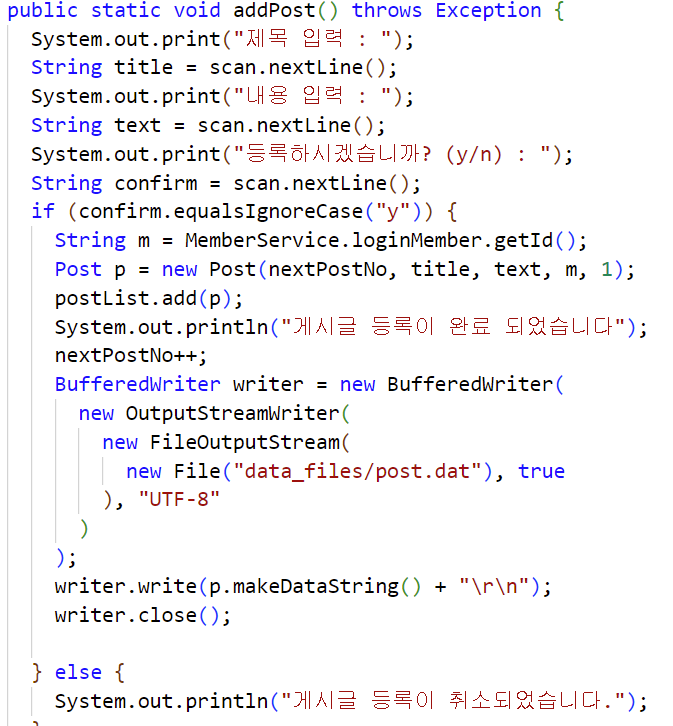 public static void addPost() throws Exception {
System.out.print("제목 입력 : ");
String title = scan.nextLine();
System.out.print("내용 입력 : ");
String text = scan.nextLine();
System.out.print("등록하시겠습니까? (y/n) : ");
String confirm = scan.nextLine();
if (confirm.equalsIgnoreCase("y")) {
String m = MemberService.loginMember.getId();
Post p = new Post(nextPostNo, title, text, m, 1);
postList.add(p);
System.out.println("게시글 등록이 완료 되었습니다");
nextPostNo++;
BufferedWriter writer = new BufferedWriter(
new OutputStreamWriter(
new FileOutputStream(
new File("data_files/post.dat"), true
), "UTF-8"
)
);
writer.write(p.makeDataString() + "\r\n");
writer.close();
} else {
System.out.println("게시글 등록이 취소되었습니다.");